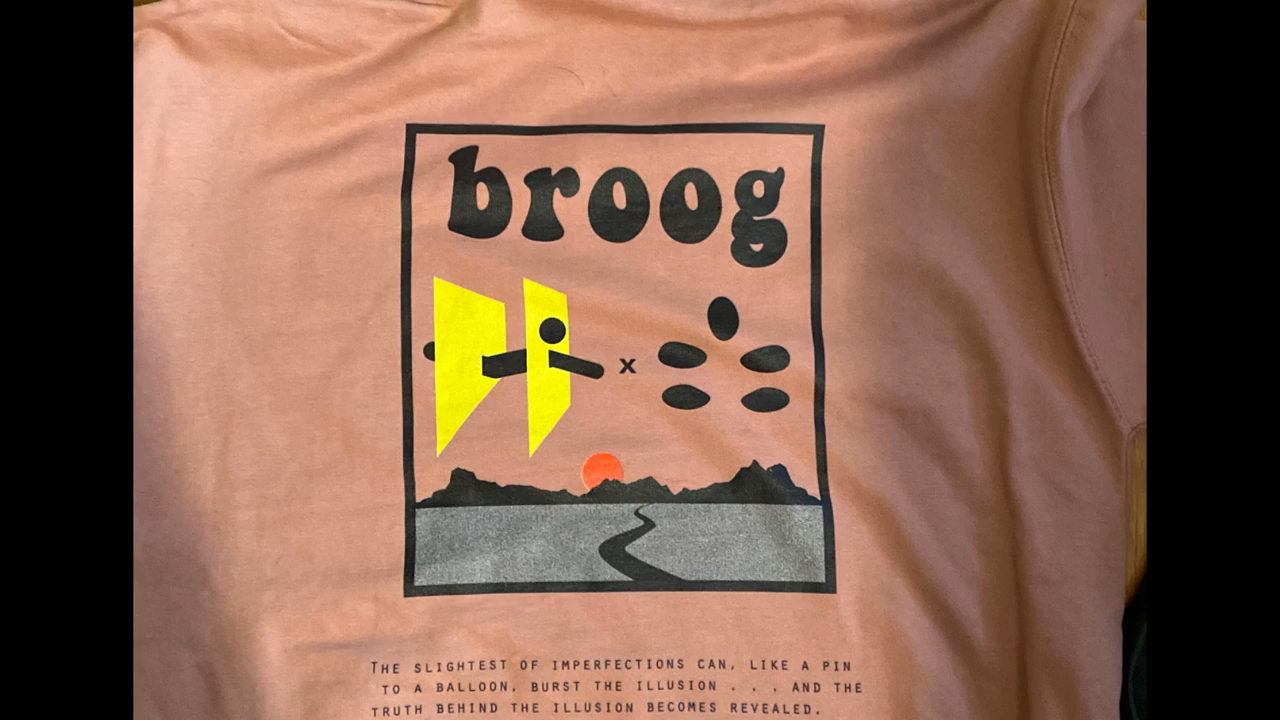 broog
x
THE SLIGHTEST OF IMPERFECTIONS CAN, LIKE A PIN
TO A BALLOON, BURST THE ILLUSION . . . AND THE
TRUTH BEHIND THE ILLUSION BECOMES REVEALED.